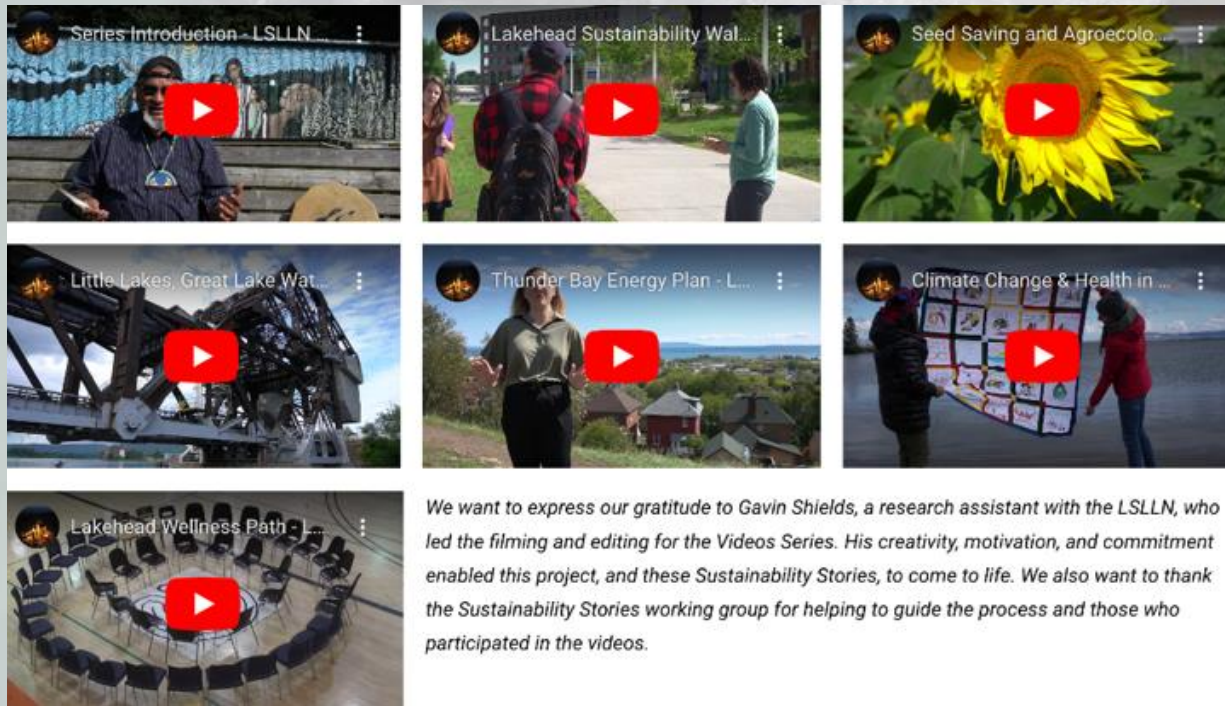 Series Introduction - LSLLN ...
Lakehead Sustainability Wal...
Seed Saving and Agroecolo...
Little Lakes, Great Lake Wat...
Thunder Bay Energy Plan - L...
Climate Change & Health in ...
Lakehead Wellness Path - L...
We want to express our gratitude to Gavin Shields, a research assistant with the LSLLN, who
led the filming and editing for the Videos Series. His creativity, motivation, and commitment
enabled this project, and these Sustainability Stories, to come to life. We also want to thank
the Sustainability Stories working group for helping to guide the process and those who
participated in the videos.